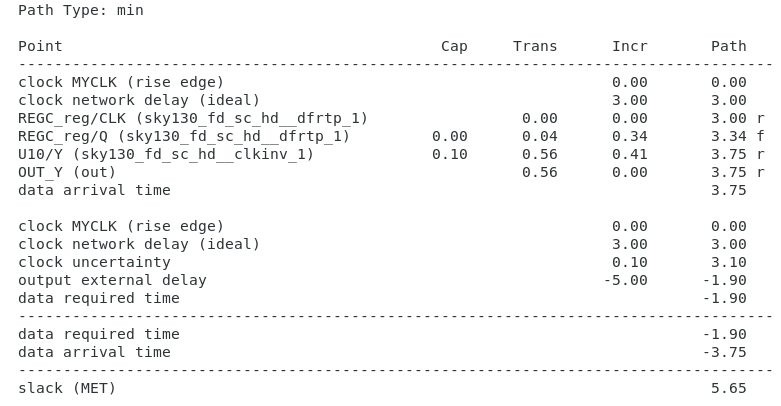 Path Type: min
Point Cap Trans Incr Path
------------------------------------------------------------------------------------
clock MYCLK (rise edge) 0.00 0.00
clock network delay (ideal) 3.00 3.00
REGC_reg/CLK (sky130_fd_sc_hd__dfrtp_1) 0.00 0.00 3.00 r
REGC_reg/Q (sky130_fd_sc_hd__dfrtp_1) 0.00 0.04 0.34 3.34 f
U10/Y (sky130_fd_sc_hd__clkinv_1) 0.10 0.56 0.41 3.75 r
OUT_Y (out) 0.56 0.00 3.75 r
data arrival time 3.75
clock MYCLK (rise edge) 0.00 0.00
clock network delay (ideal) 3.00 3.00
clock uncertainty 0.10 3.10
output external delay -5.00 -1.90
data required time -1.90
------------------------------------------------------------------------------------
data required time -1.90
data arrival time -3.75
------------------------------------------------------------------------------------
slack (MET) 5.65